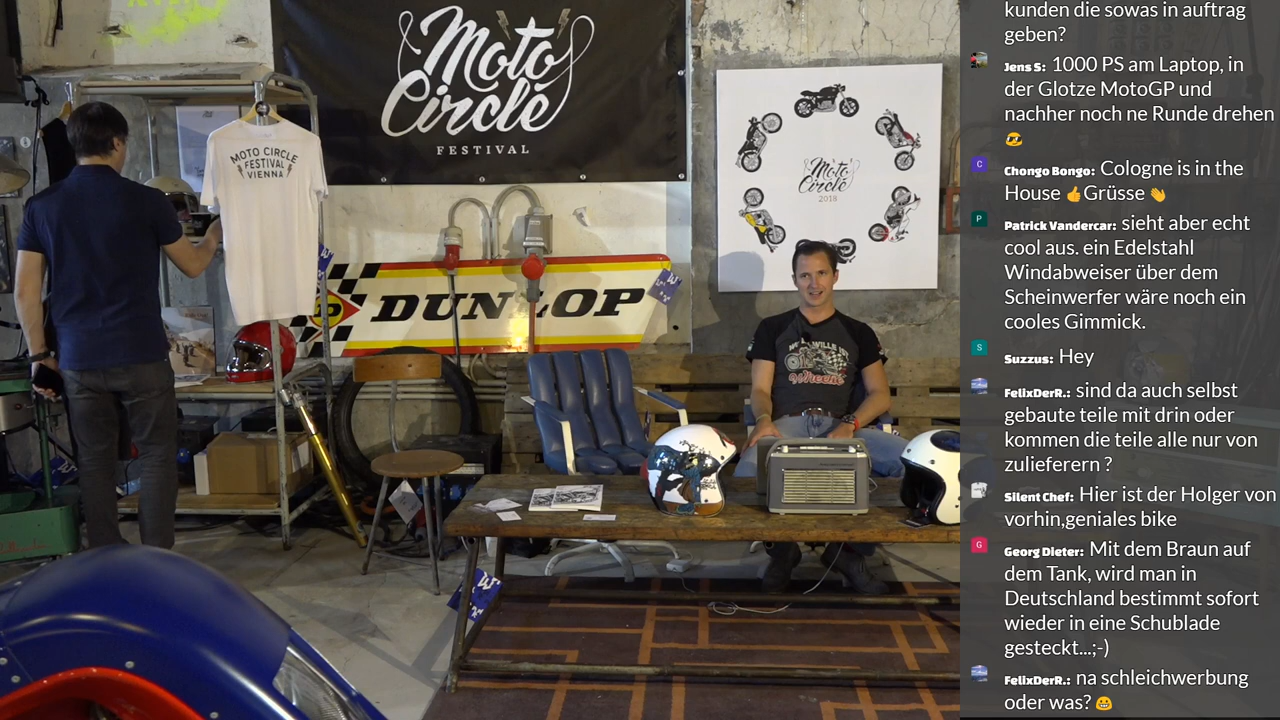 Moto
Circle
FESTIVAL
MOTO CIRCLE
FESTIVAL
VIENNA
Moto
Circle
2018
DUNLOP
kunden die sowas in auftrag
geben?
Jens S: 1000 PS am Laptop, in
der Glotze MotoGP und
nachher noch ne Runde drehen
😎
C Chongo Bongo: Cologne is in the
House 👍Grüsse 👏
P Patrick Vandercar: sieht aber echt
cool aus. ein Edelstahl
Windabweiser über dem
Scheinwerfer wäre noch ein
cooles Gimmick.
S Suzzus: Hey
FelixDerR.: sind da auch selbst
gebaute teile mit drin oder
kommen die teile alle nur von
zulieferern ?
Silent Chef: Hier ist der Holger von
vorhin,geniales bike
G Georg Dieter: Mit dem Braun auf
dem Tank, wird man in
Deutschland bestimmt sofort
wieder in eine Schublade
gesteckt...;-)
FelixDerR.: na schleichwerbung
oder was? 😬